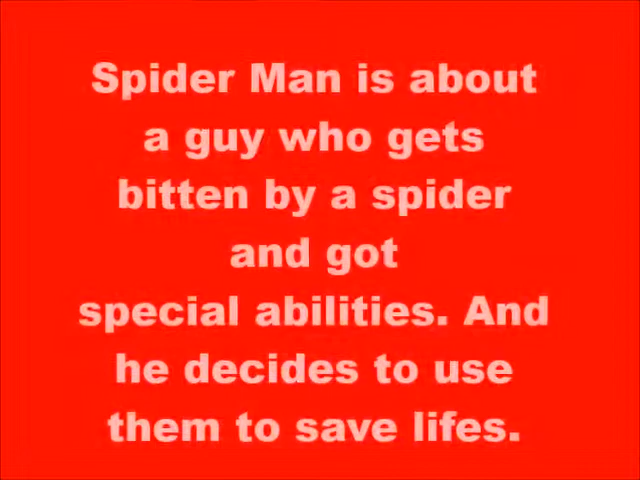 Spider Man is about
a guy who gets
bitten by a spider
and got
special abilities. And
he decides to use
them to save lifes.